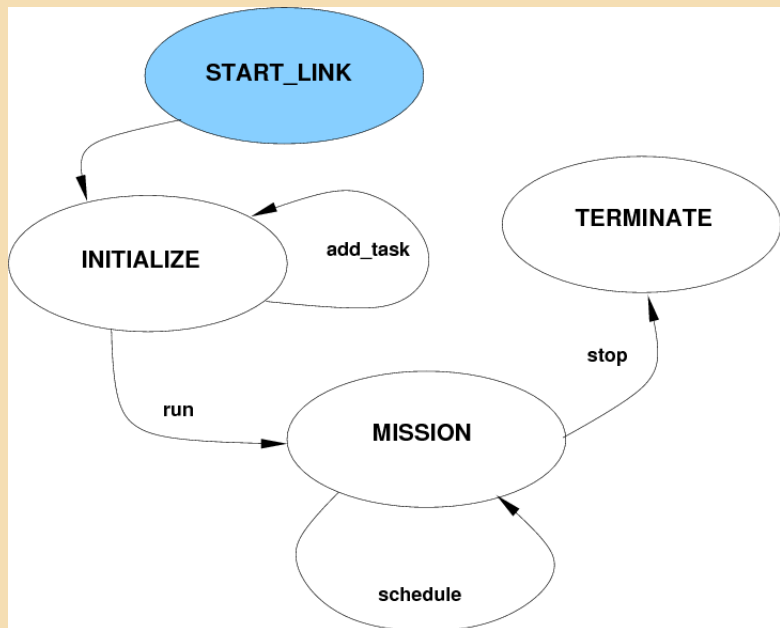 START_LINK
TERMINATE
INITIALIZE
add_task
stop
run
MISSION
schedule